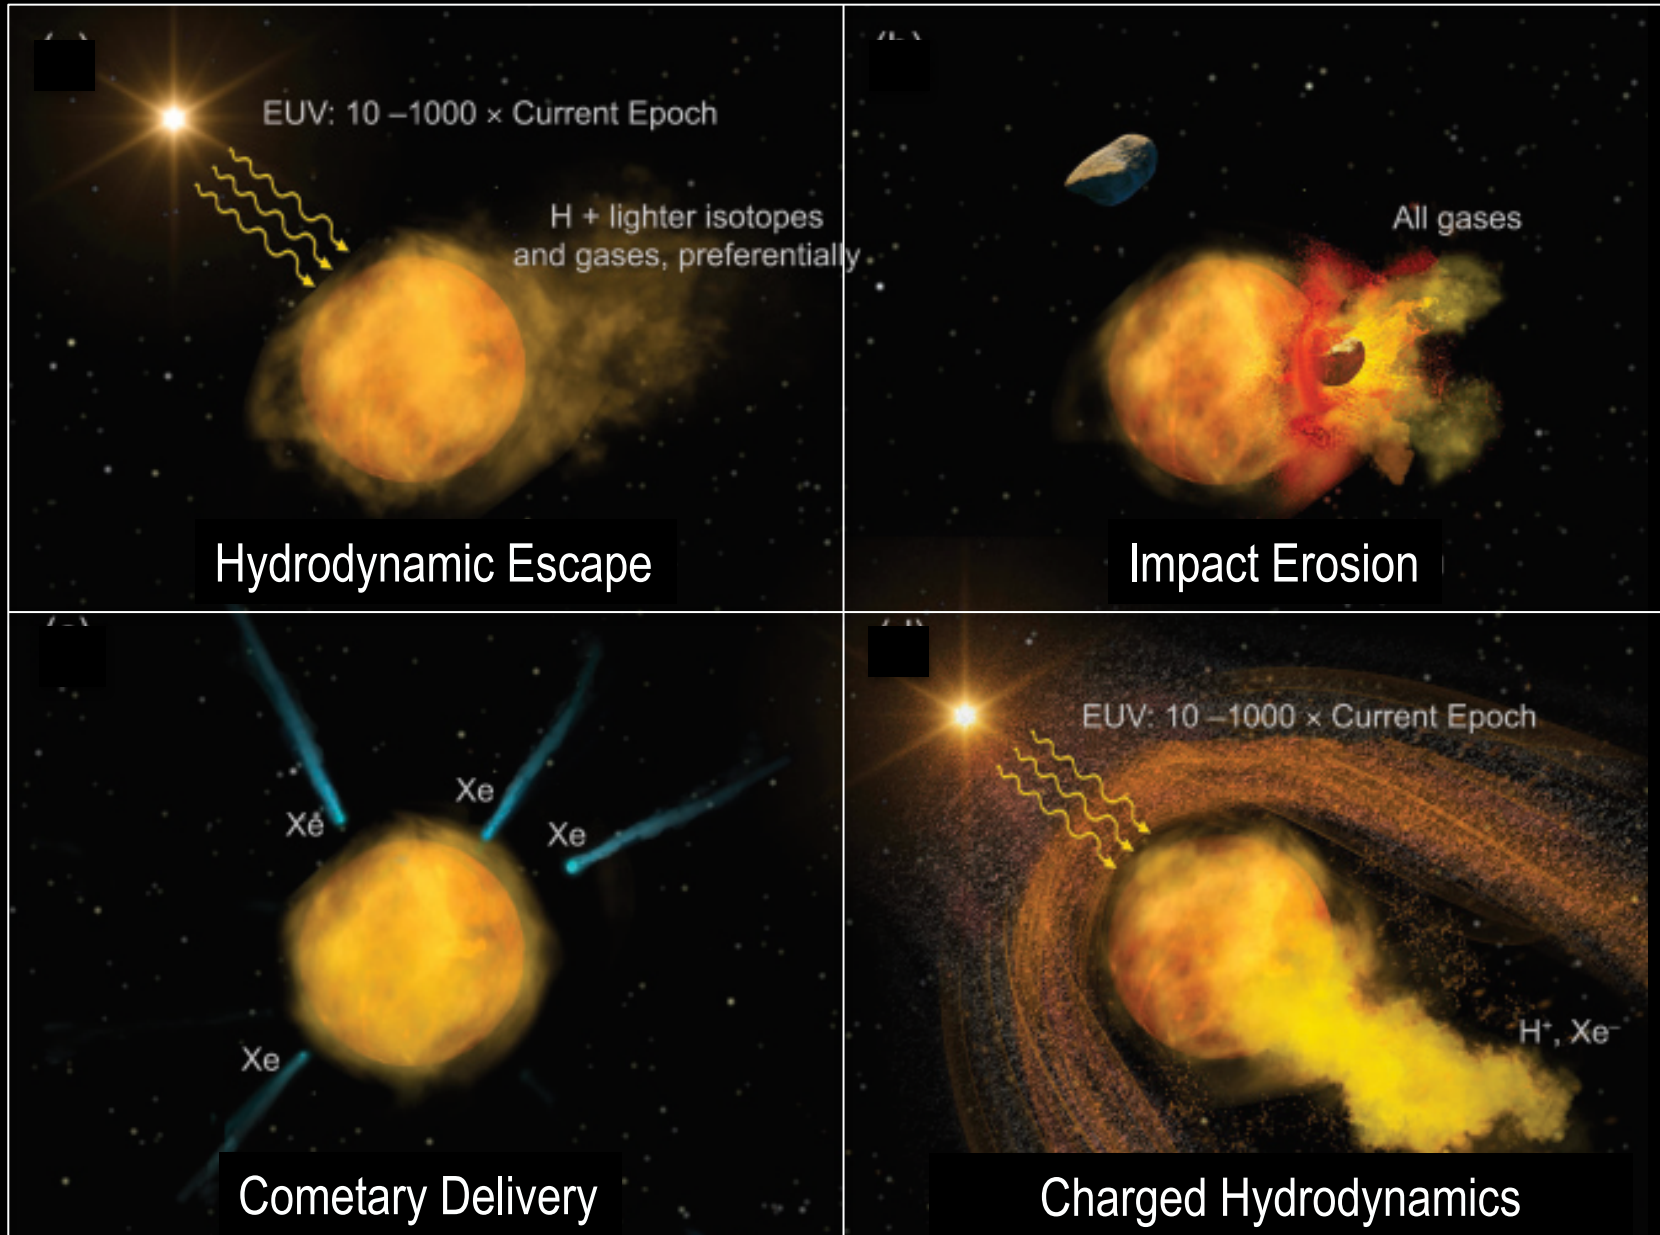 EUV: 10 –1000 × Current Epoch
H + lighter isotopes
and gases, preferentially
Hydrodynamic Escape
All gases
Impact Erosion
Xe
Xe
Xe
Xe
Cometary Delivery
EUV: 10 –1000 × Current Epoch
H⁺, Xe⁻
Charged Hydrodynamics